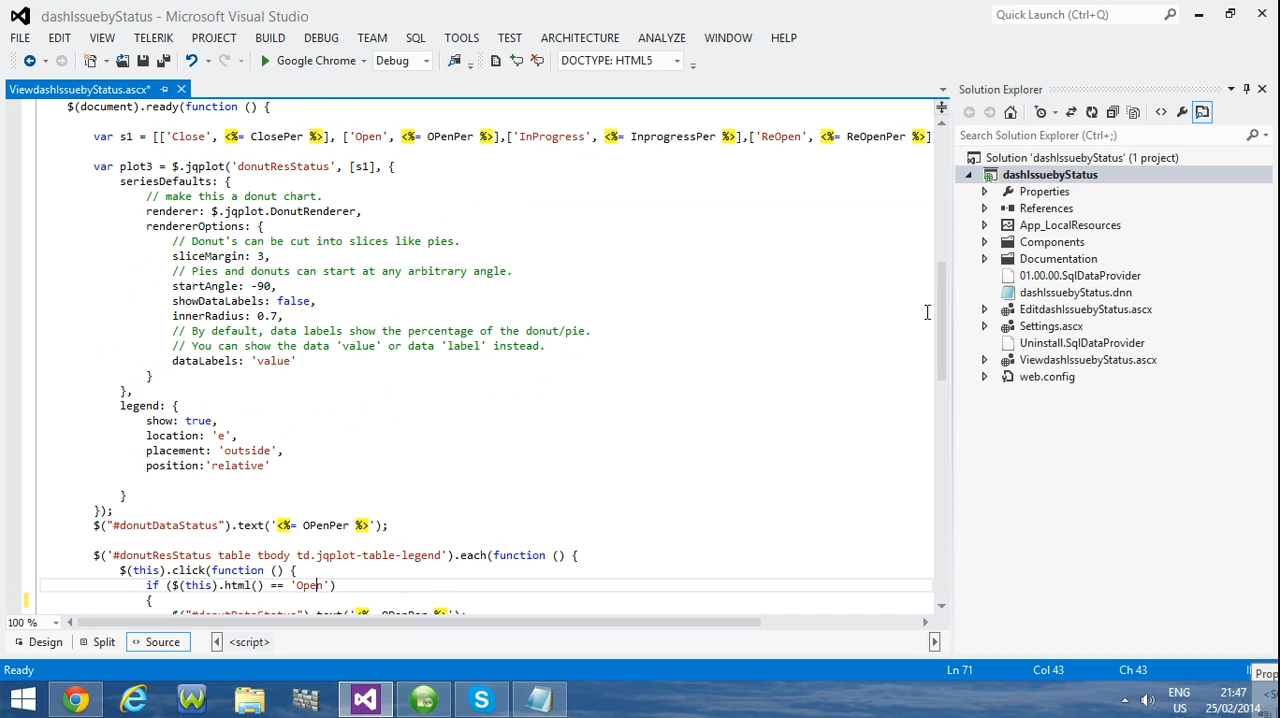 dashIssuebyStatus - Microsoft Visual Studio
Quick Launch (Ctrl+Q)
FILE EDIT VIEW TELERIK PROJECT BUILD DEBUG TEAM SQL TOOLS TEST ARCHITECTURE ANALYZE WINDOW HELP
Google Chrome Debug DOCTYPE: HTML5
ViewdashIssuebyStatus.ascx*
$(document).ready(function () {
var s1 = [['Close', <%= ClosePer %>], ['Open', <%= OPenPer %>],['InProgress', <%= InprogressPer %>],['ReOpen', <%= ReOpenPer %>]
var plot3 = $.jqplot('donutResStatus', [s1], {
seriesDefaults: {
// make this a donut chart.
renderer: $.jqplot.DonutRenderer,
rendererOptions: {
// Donut's can be cut into slices like pies.
sliceMargin: 3,
// Pies and donuts can start at any arbitrary angle.
startAngle: -90,
showDataLabels: false,
innerRadius: 0.7,
// By default, data labels show the percentage of the donut/pie.
// You can show the data 'value' or data 'label' instead.
dataLabels: 'value'
}
},
legend: {
show: true,
location: 'e',
placement: 'outside',
position:'relative'
}
});
$("#donutDataStatus").text('<%= OPenPer %>');
$('#donutResStatus table tbody td.jqplot-table-legend').each(function () {
$(this).click(function () {
if ($(this).html() == 'Open')
{
$("#donutDataStatus").text('<%= OPenPer %>');
100 %
Design Split Source <script>
Solution Explorer
Search Solution Explorer (Ctrl+;)
Solution 'dashIssuebyStatus' (1 project)
dashIssuebyStatus
Properties
References
App_LocalResources
Components
Documentation
01.00.00.SqlDataProvider
dashIssuebyStatus.dnn
EditdashIssuebyStatus.ascx
Settings.ascx
Uninstall.SqlDataProvider
ViewdashIssuebyStatus.ascx
web.config
Ready Ln 71 Col 43 Ch 43
Prop
ENG
US
21:47
25/02/2014